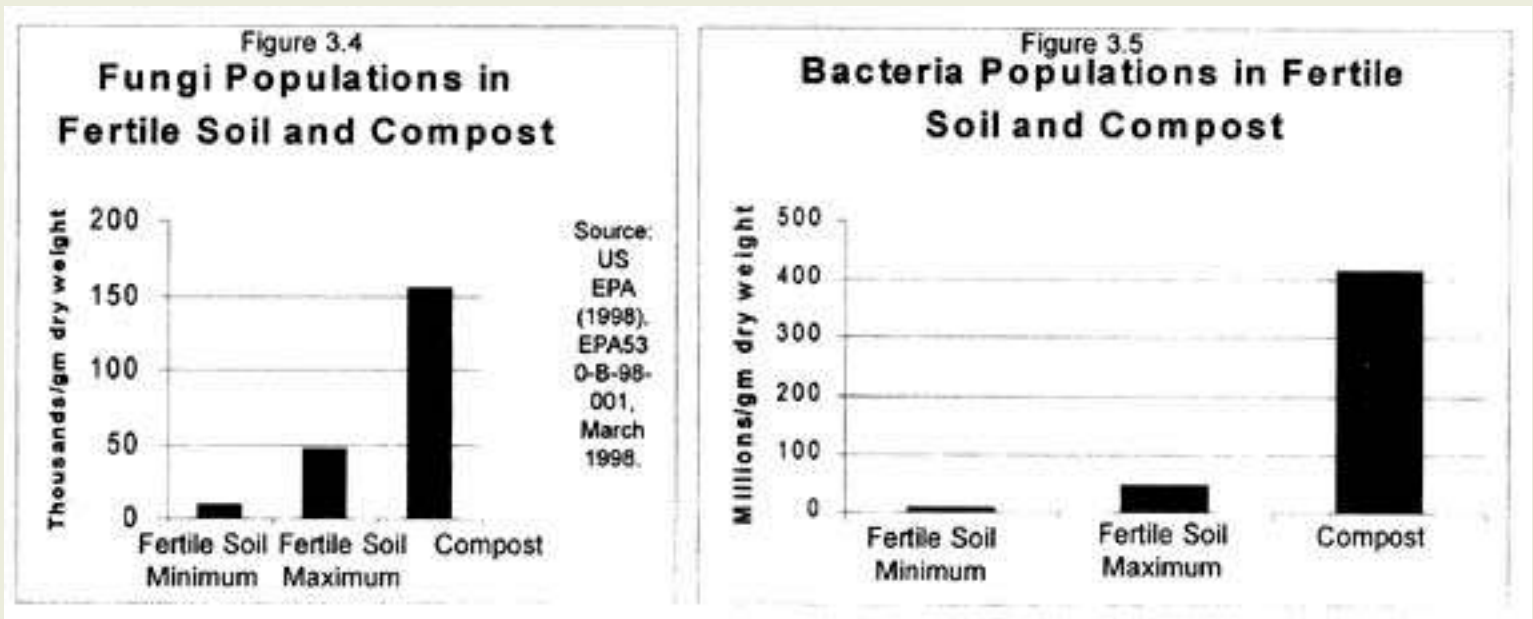 Figure 3.4
Fungi Populations in
Fertile Soil and Compost
Thousands/gm dry weight
200
150
100
50
0
Fertile Soil Minimum
Fertile Soil Maximum
Compost
Source:
US
EPA
(1998).
EPA53
0-B-98-
001,
March
1998.
Figure 3.5
Bacteria Populations in Fertile
Soil and Compost
Millions/gm dry weight
500
400
300
200
100
0
Fertile Soil
Minimum
Fertile Soil
Maximum
Compost